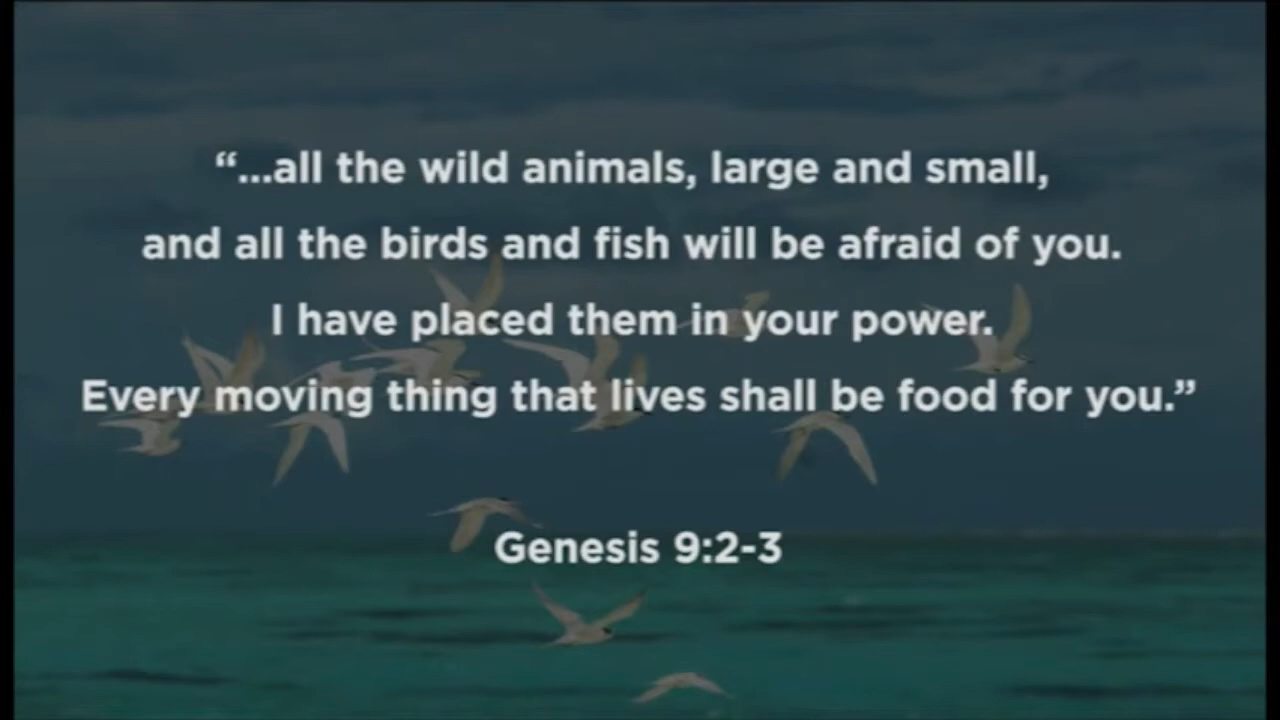 “...all the wild animals, large and small,
and all the birds and fish will be afraid of you.
I have placed them in your power.
Every moving thing that lives shall be food for you.”
Genesis 9:2-3